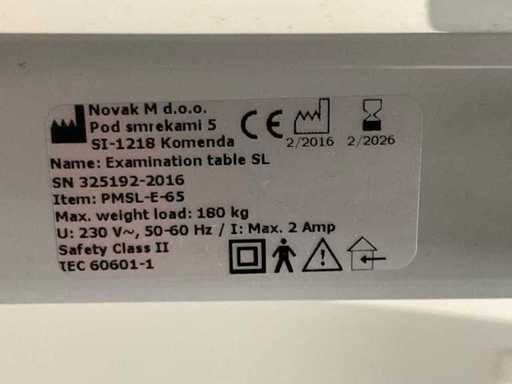 Novak M d.o.o.
Pod smrekami 5
SI-1218 Komenda
CE
2/2016 2/2026
Name: Examination table SL
SN 325192-2016
Item: PMSL-E-65
Max. weight load: 180 kg
U: 230 V~, 50-60 Hz / I: Max. 2 Amp
Safety Class II
IEC 60601-1